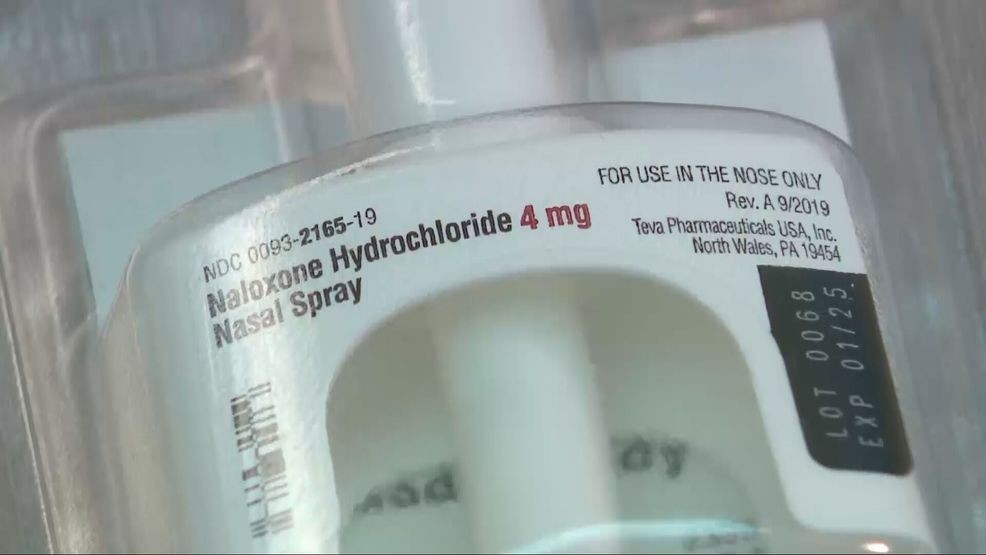 NDC 0093-2165-19
Naloxone Hydrochloride 4 mg
Nasal Spray
FOR USE IN THE NOSE ONLY
Rev. A 9/2019
Teva Pharmaceuticals USA, Inc.
North Wales, PA 19454
LOT 0068
EXP 01/25